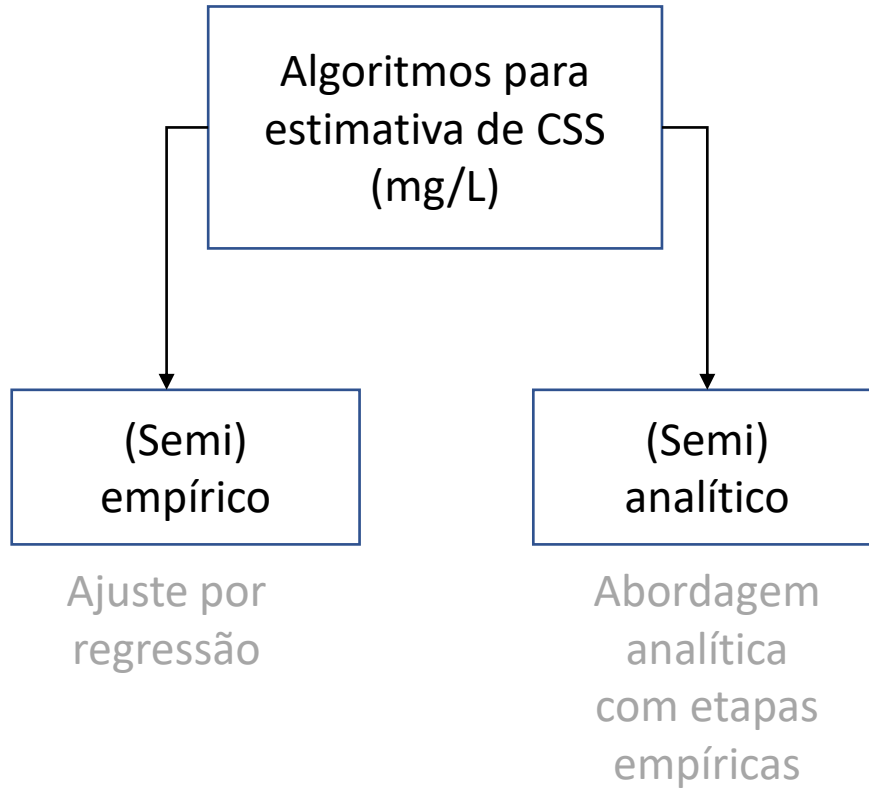 Algoritmos para
estimativa de CSS
(mg/L)
(Semi)
empírico
(Semi)
analítico
Ajuste por
regressão
Abordagem
analítica
com etapas
empíricas